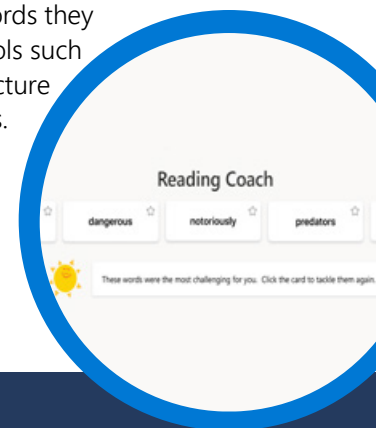 ords they
ols such
cture
s.
Reading Coach
dangerous notoriously predators
These words were the most challenging for you. Click the card to tackle them again.